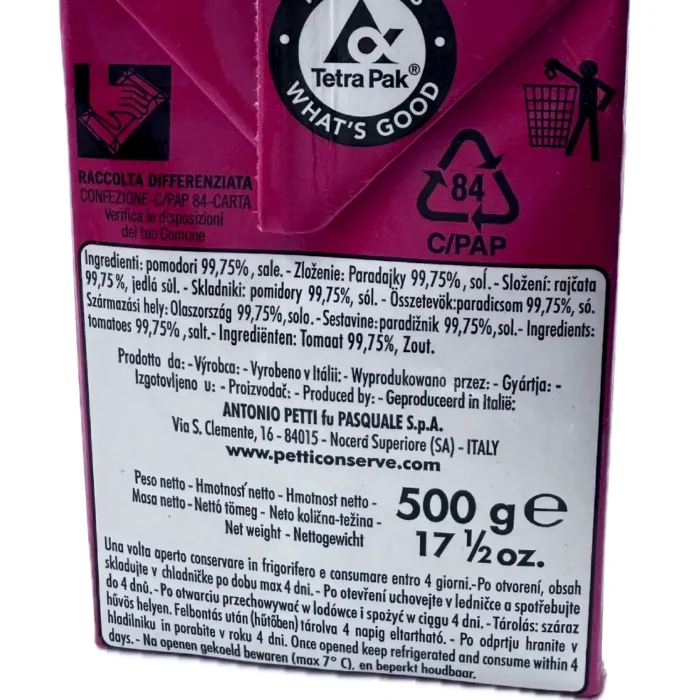 Tetra Pak®
WHAT'S GOOD
RACCOLTA DIFFERENZIATA
CONFEZIONE C/PAP 84-CARTA
Verifica le disposizioni
del tuo Comune
84
C/PAP
Ingredienti: pomodori 99,75%, sale. - Zloženie: Paradajky 99,75%, soľ. - Složení: rajčata
99,75%, jedlá sůl. - Składniki: pomidory 99,75%, sól. - Összetevők:paradicsom 99,75%, só.
Származási hely: Olaszország 99,75%, solo. - Sestavine: paradižnik 99,75%, sol.- Ingredients:
tomatoes 99,75%, salt.- Ingrediënten: Tomaat 99,75%, Zout.
Prodotto da: -Výrobca: - Vyrobeno v Itálii: - Wyprodukowano przez: - Gyártja: -
Izgotovljeno u: - Proizvodač: - Produced by: - Geproduceerd in Italië:
ANTONIO PETTI fu PASQUALE S.p.A.
Via S. Clemente, 16 - 84015 - Nocera Superiore (SA) - ITALY
www.petticonserve.com
Peso netto - Hmotnosť netto - Hmotnost netto -
Masa netto - Nettó tömeg - Neto količna-težina -
Net weight - Nettogewicht
500 g e
17 ½ oz.
Una volta aperto conservare in frigorifero e consumare entro 4 giorni.- Po otvorení, obsah
skladujte v chladničke po dobu max 4 dní. - Po otevření uchovejte v ledničce a spotřebujte
do 4 dnů. - Po otwarciu przechowywać w lodówce i spożyć w ciągu 4 dni. - Tárolás: száraz
hűvös helyen. Felbontás után (hűtőben) tárolva 4 napig eltartható. - Po odprtju hranite v
hladilniku in porabite v roku 4 dni. Once opened keep refrigerated and consume within 4
days. - Na openen gekoeld bewaren (max 7° C), en beperkt houdbaar.